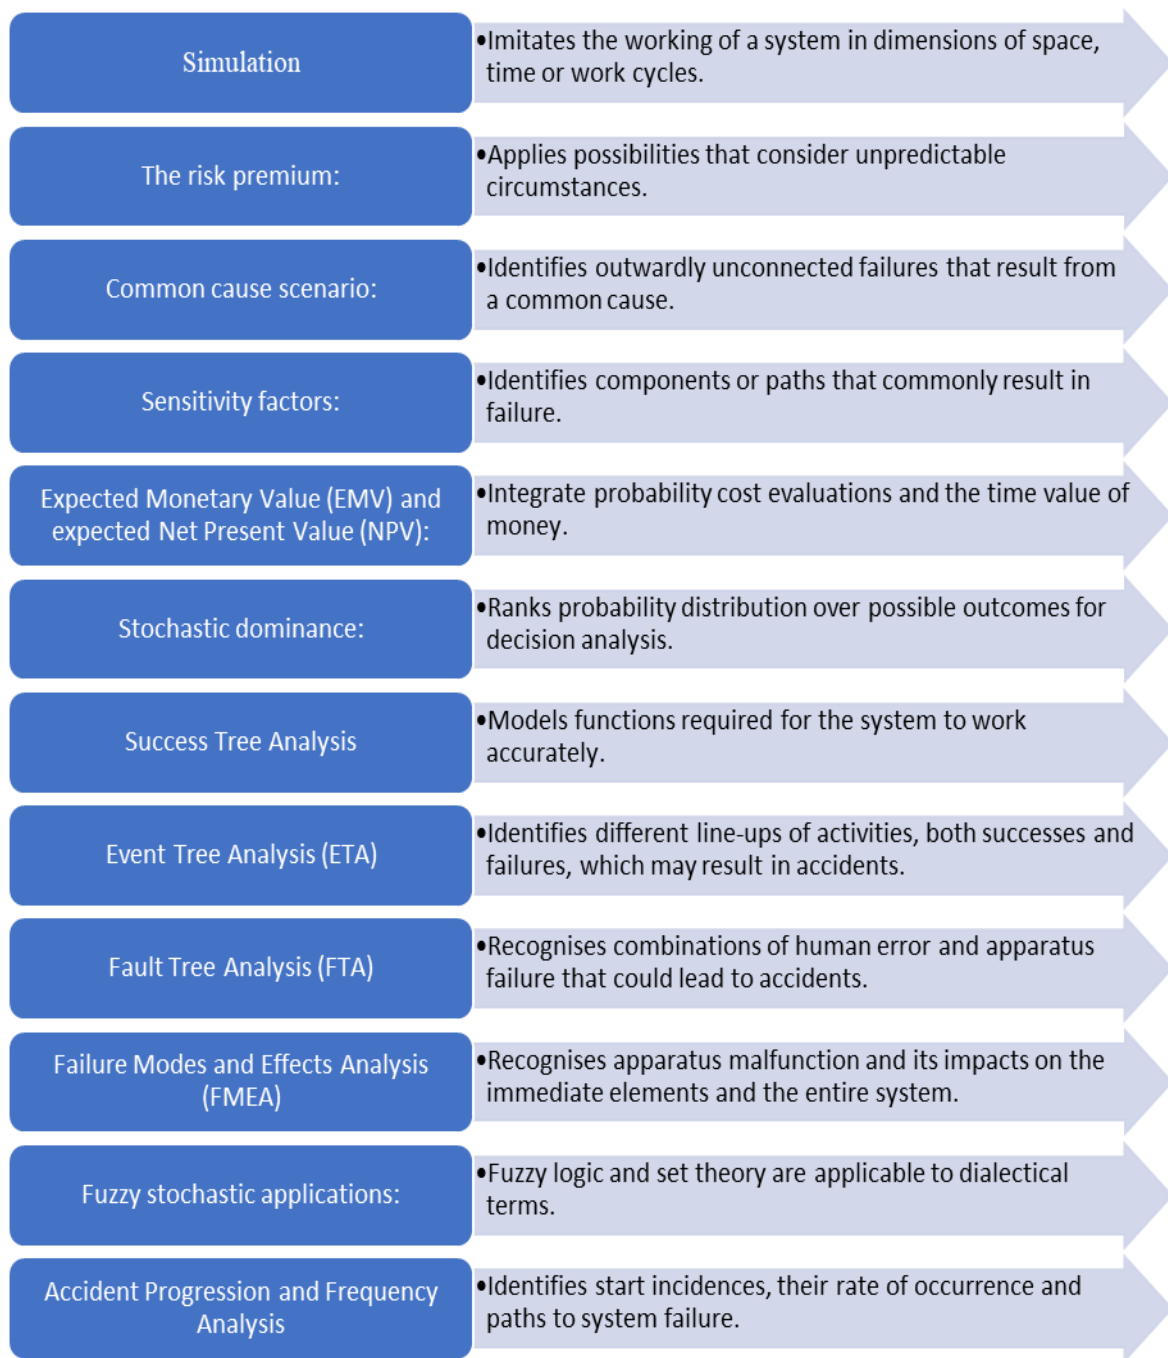 Simulation
•Imitates the working of a system in dimensions of space,
time or work cycles.
The risk premium:
•Applies possibilities that consider unpredictable
circumstances.
Common cause scenario:
•Identifies outwardly unconnected failures that result from
a common cause.
Sensitivity factors:
•Identifies components or paths that commonly result in
failure.
Expected Monetary Value (EMV) and
expected Net Present Value (NPV):
•Integrate probability cost evaluations and the time value of
money.
Stochastic dominance:
•Ranks probability distribution over possible outcomes for
decision analysis.
Success Tree Analysis
•Models functions required for the system to work
accurately.
Event Tree Analysis (ETA)
•Identifies different line-ups of activities, both successes and
failures, which may result in accidents.
Fault Tree Analysis (FTA)
•Recognises combinations of human error and apparatus
failure that could lead to accidents.
Failure Modes and Effects Analysis
(FMEA)
•Recognises apparatus malfunction and its impacts on the
immediate elements and the entire system.
Fuzzy stochastic applications:
•Fuzzy logic and set theory are applicable to dialectical
terms.
Accident Progression and Frequency
Analysis
•Identifies start incidences, their rate of occurrence and
paths to system failure.